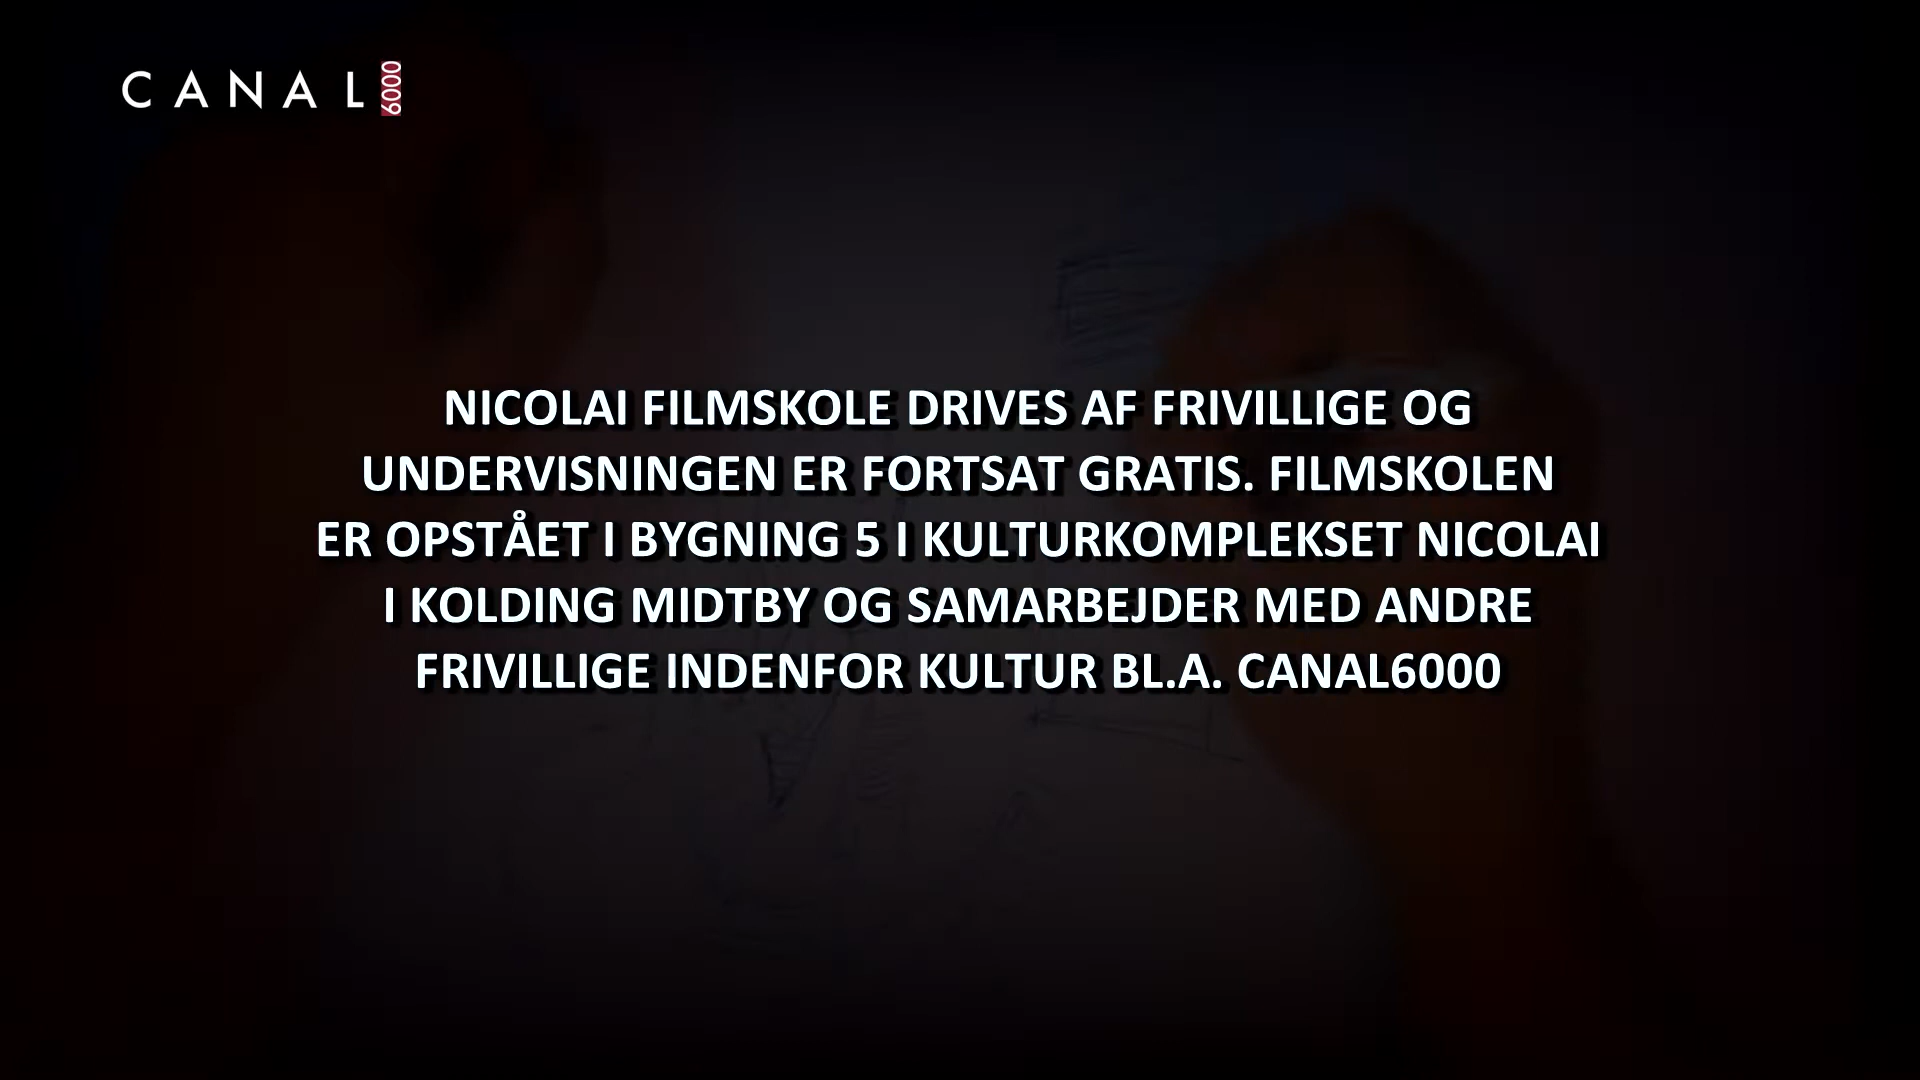 CANAL 6000
NICOLAI FILMSKOLE DRIVES AF FRIVILLIGE OG
UNDERVISNINGEN ER FORTSAT GRATIS. FILMSKOLEN
ER OPSTÅET I BYGNING 5 I KULTURKOMPLEKSET NICOLAI
I KOLDING MIDTBY OG SAMARBEJDER MED ANDRE
FRIVILLIGE INDENFOR KULTUR BL.A. CANAL6000